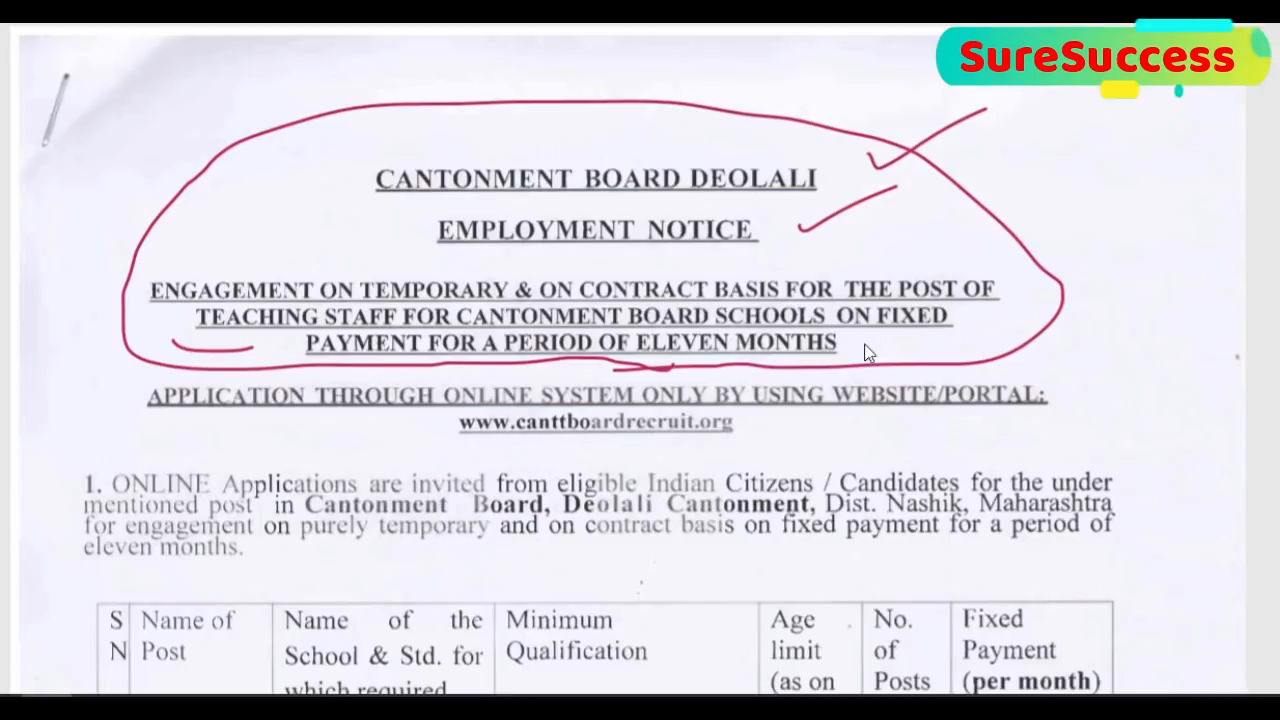 SureSuccess
CANTONMENT BOARD DEOLALI
EMPLOYMENT NOTICE
ENGAGEMENT ON TEMPORARY & ON CONTRACT BASIS FOR THE POST OF
TEACHING STAFF FOR CANTONMENT BOARD SCHOOLS ON FIXED
PAYMENT FOR A PERIOD OF ELEVEN MONTHS
APPLICATION THROUGH ONLINE SYSTEM ONLY BY USING WEBSITE/PORTAL:
www.canttboardrecruit.org
1. ONLINE Applications are invited from eligible Indian Citizens / Candidates for the under
mentioned post in Cantonment Board, Deolali Cantonment, Dist. Nashik, Maharashtra
for engagement on purely temporary and on contract basis on fixed payment for a period of
eleven months.
S Name of Name of the Minimum Age No. Fixed
N Post School & Std. for Qualification limit of Payment
which required (as on Posts (per month)